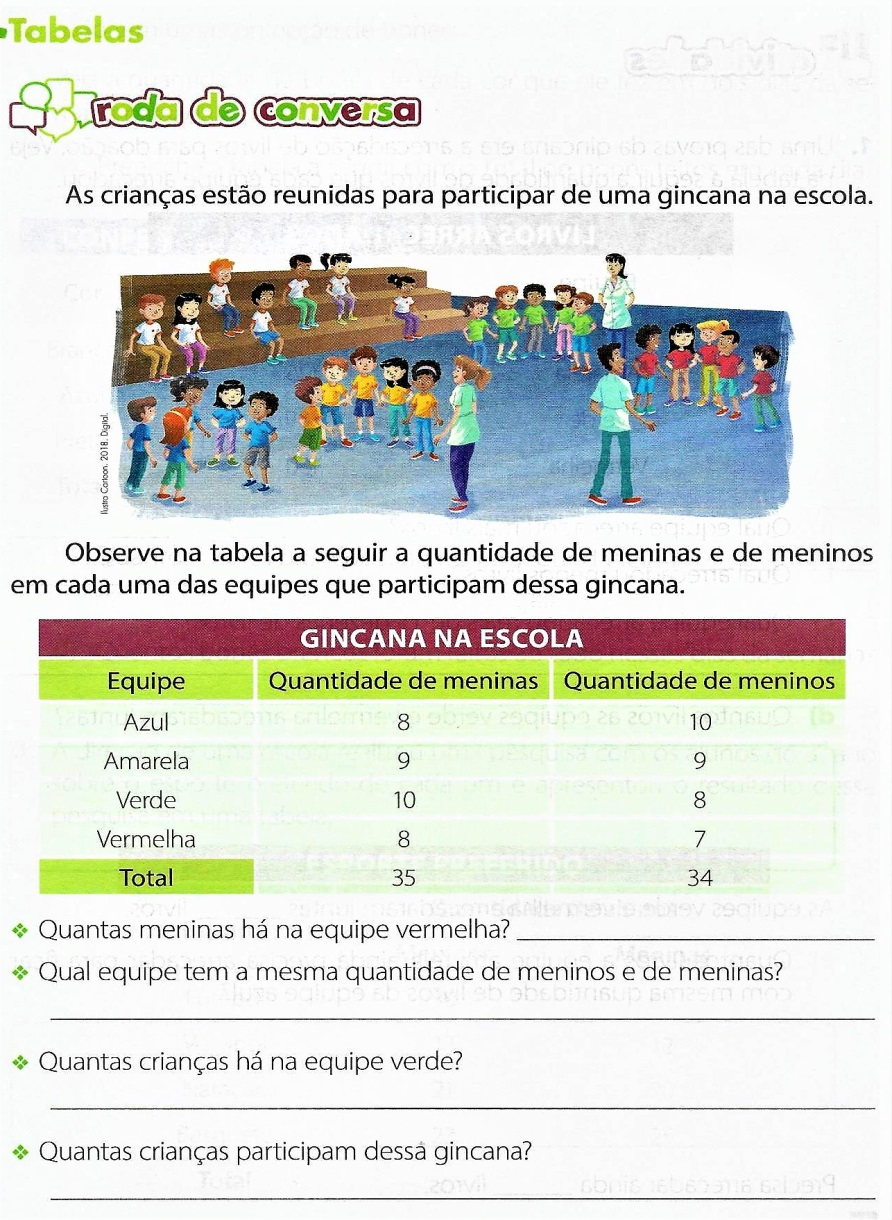 Tabelas
roda de conversa
As crianças estão reunidas para participar de uma gincana na escola.
Ilustra Cartoon. 2018. Digital.
Observe na tabela a seguir a quantidade de meninas e de meninos
em cada uma das equipes que participam dessa gincana.
GINCANA NA ESCOLA
Equipe Quantidade de meninas Quantidade de meninos
Azul 8 10
Amarela 9 9
Verde 10 8
Vermelha 8 7
Total 35 34
Quantas meninas há na equipe vermelha?
Qual equipe tem a mesma quantidade de meninos e de meninas?
Quantas crianças há na equipe verde?
Quantas crianças participam dessa gincana?